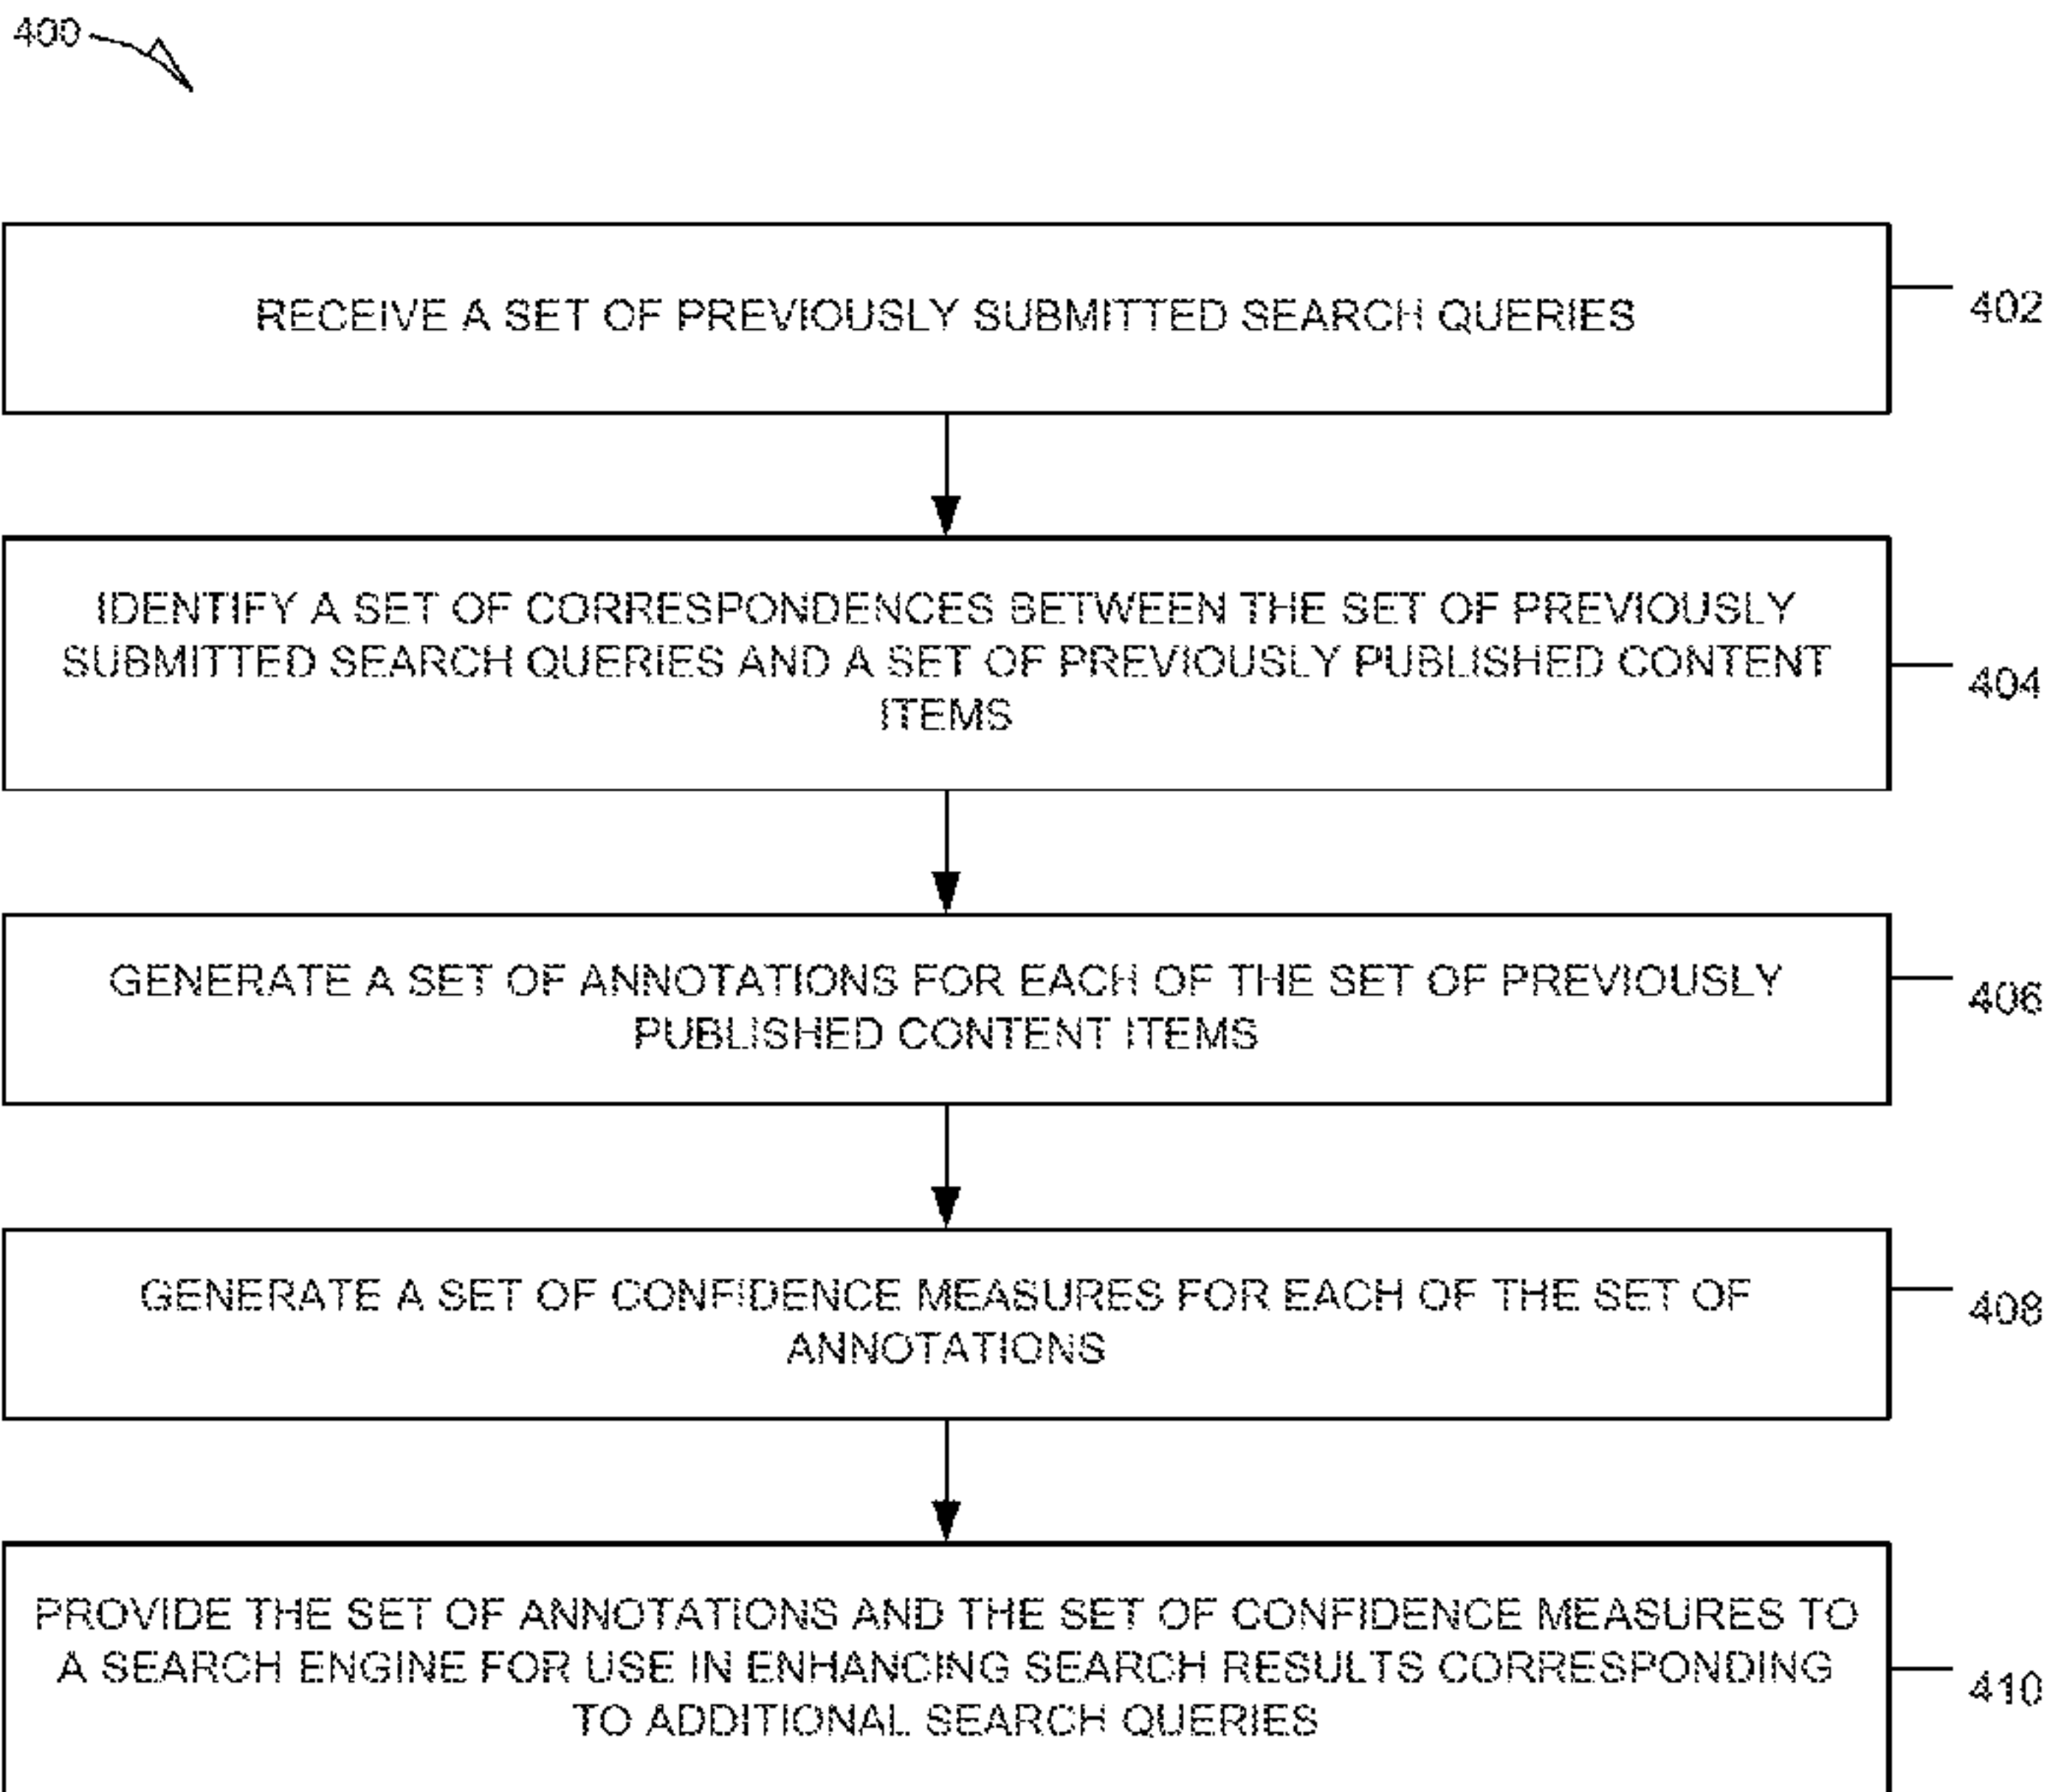 400
RECEIVE A SET OF PREVIOUSLY SUBMITTED SEARCH QUERIES
402
IDENTIFY A SET OF CORRESPONDENCES BETWEEN THE SET OF PREVIOUSLY
SUBMITTED SEARCH QUERIES AND A SET OF PREVIOUSLY PUBLISHED CONTENT
ITEMS
404
GENERATE A SET OF ANNOTATIONS FOR EACH OF THE SET OF PREVIOUSLY
PUBLISHED CONTENT ITEMS
406
GENERATE A SET OF CONFIDENCE MEASURES FOR EACH OF THE SET OF
ANNOTATIONS
408
PROVIDE THE SET OF ANNOTATIONS AND THE SET OF CONFIDENCE MEASURES TO
A SEARCH ENGINE FOR USE IN ENHANCING SEARCH RESULTS CORRESPONDING
TO ADDITIONAL SEARCH QUERIES
410